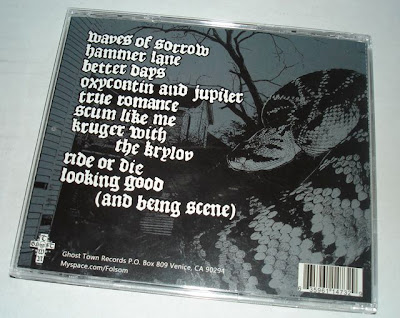 waves of sorrow
hammer lane
better days
oxycontin and jupiler
true romance
scum like me
kruger with
the krylov
ride or die
looking good
(and being scene)
Ghost Town Records P.O. Box 809 Venice, CA 90294
Myspace.com/Folsom